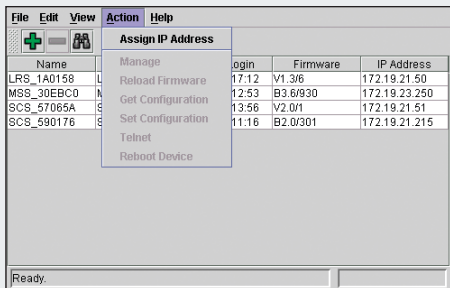 File Edit View Action Help
Assign IP Address
Manage
Reload Firmware
Get Configuration
Set Configuration
Telnet
Reboot Device
Name Login Firmware IP Address
LRS_1A0158 L 17:12 V1.3/6 172.19.21.50
MSS_30EBC0 M 12:53 B3.6/930 172.19.23.250
SCS_57065A S 13:56 V2.0/1 172.19.21.51
SCS_590176 S 11:16 B2.0/301 172.19.21.215
Ready.